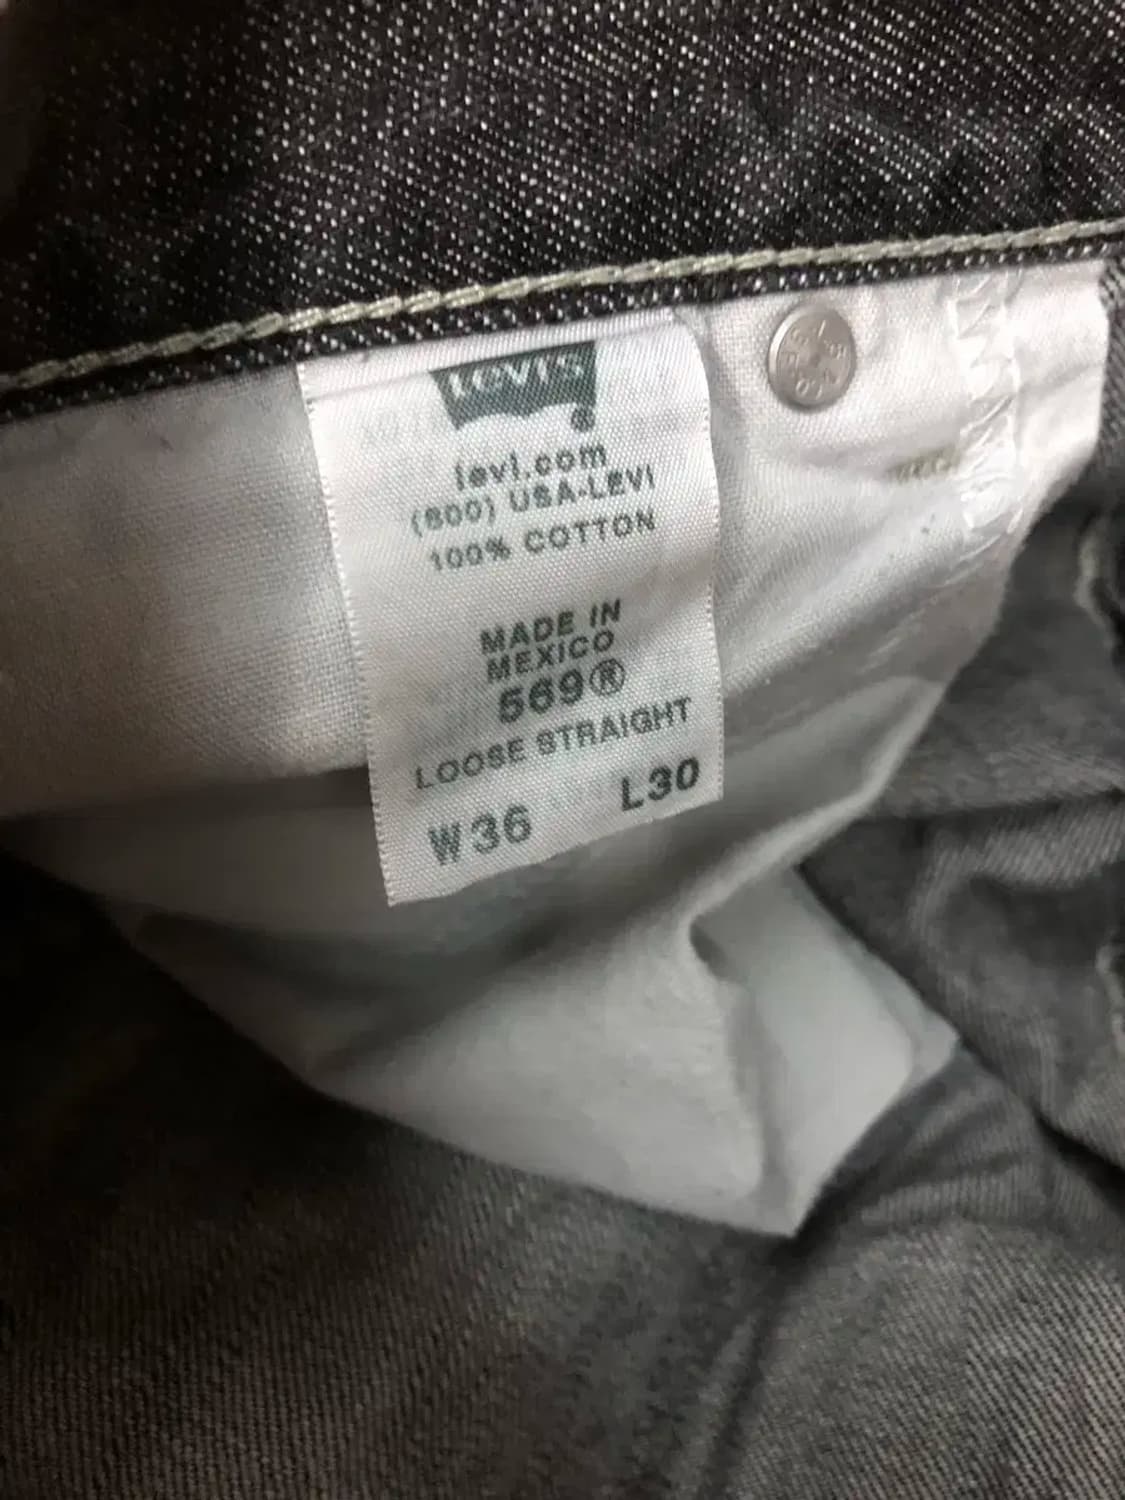 Levi's®
levi.com
(800) USA-LEVI
100% COTTON
MADE IN
MEXICO
569®
LOOSE STRAIGHT
W36 L30